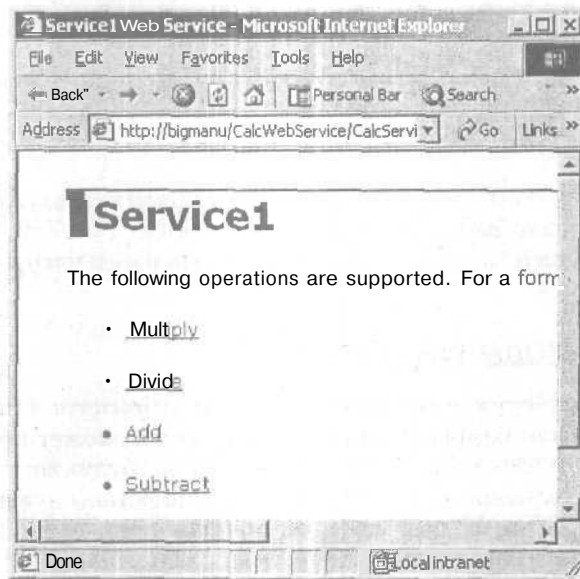 Service1 Web Service - Microsoft Internet Explorer
File Edit View Favorites Tools Help
Back" Personal Bar Search »
Address http://bigmanu/CalcWebService/CalcServi Go Links »
Service1
The following operations are supported. For a form
• Multiply
• Divide
• Add
• Subtract
Done Local intranet